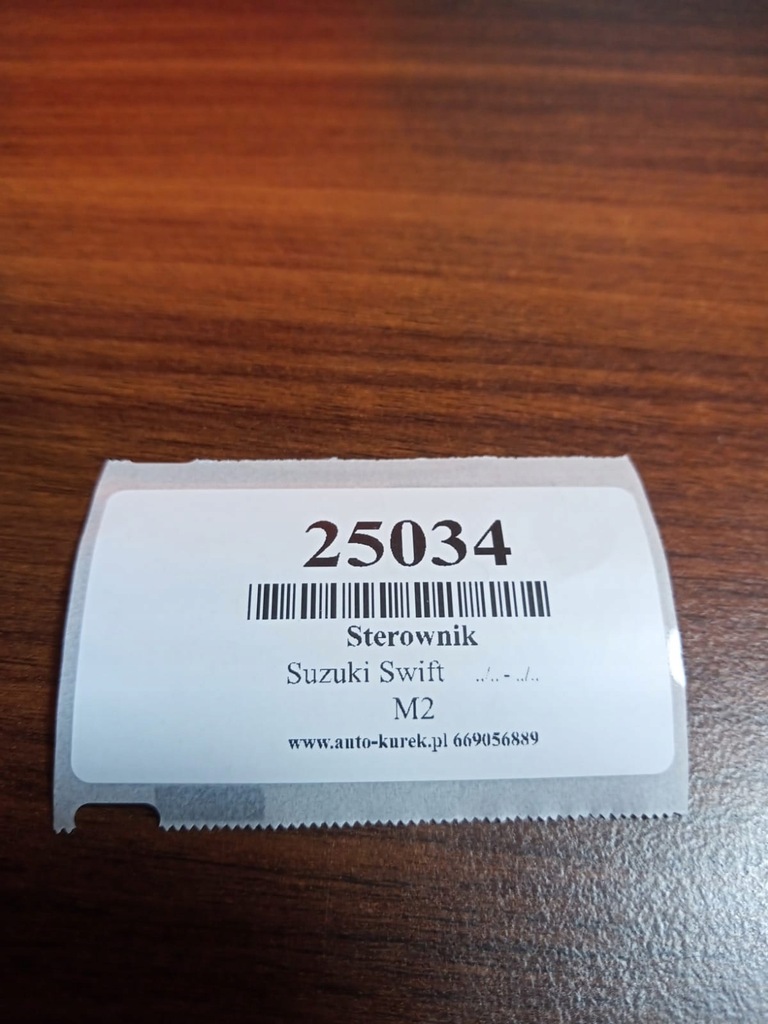 25034
Sterownik
Suzuki Swift ../.. - ../..
M2
www.auto-kurek.pl 669056889